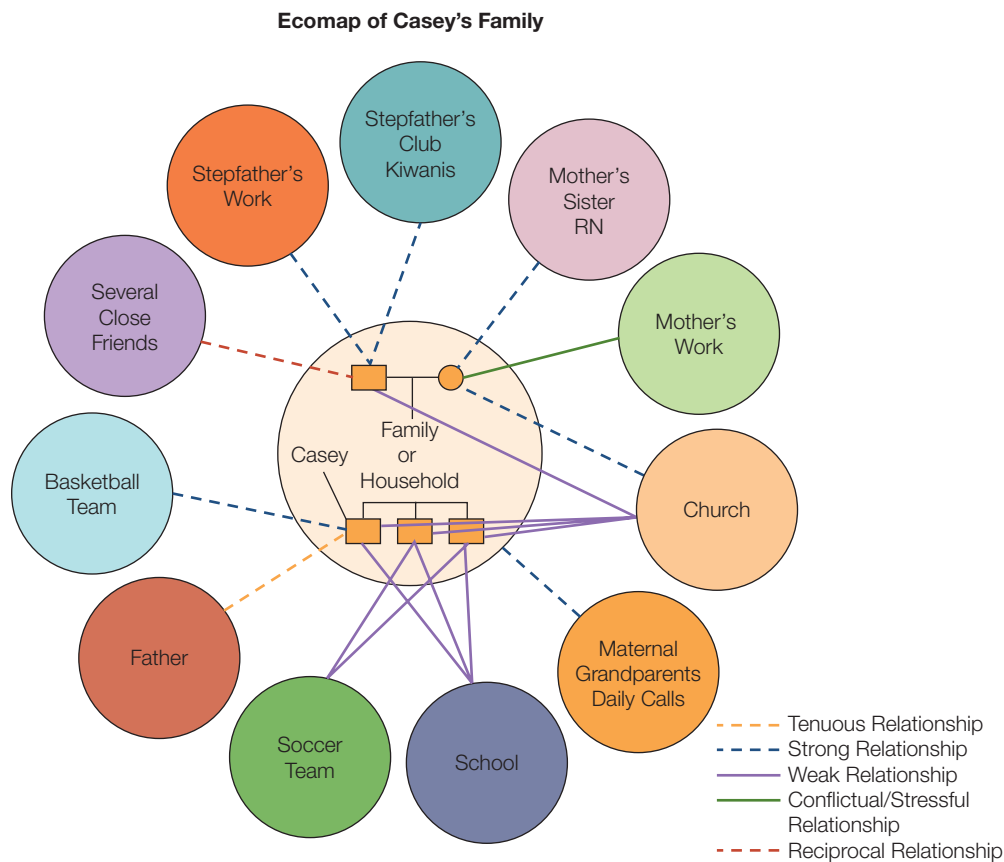 Ecomap of Casey's Family
Stepfather's
Club
Kiwanis
Stepfather's
Work
Mother's
Sister
RN
Several
Close
Friends
Mother's
Work
Family
or
Household
Casey
Basketball
Team
Church
Father
Maternal
Grandparents
Daily Calls
Soccer
Team
School
Tenuous Relationship
Strong Relationship
Weak Relationship
Conflictual/Stressful
Relationship
Reciprocal Relationship